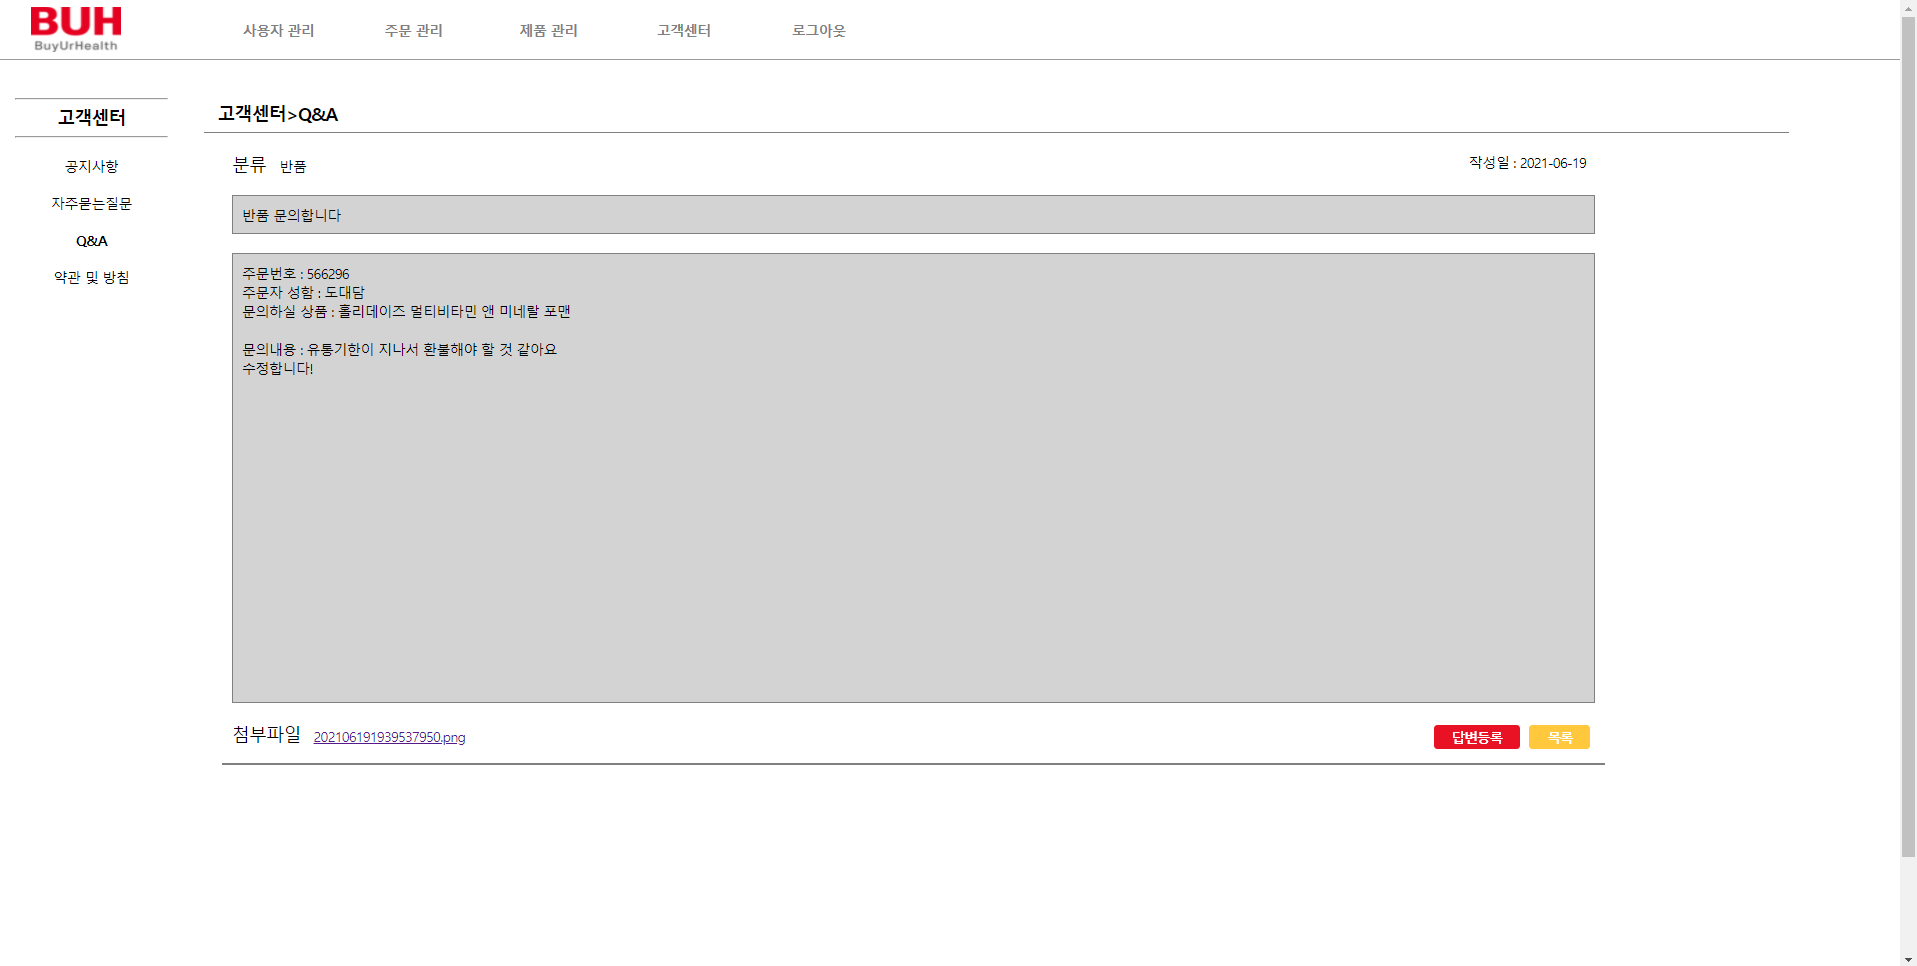 BUH
BuyUrHealth
사용자 관리 주문 관리 제품 관리 고객센터 로그아웃
고객센터
공지사항
자주묻는질문
Q&A
약관 및 방침
고객센터>Q&A
분류 반품 작성일 : 2021-06-19
반품 문의합니다
주문번호 : 566296
주문자 성함 : 도대담
문의하실 상품 : 홀리데이즈 멀티비타민 앤 미네랄 포맨
문의내용 : 유통기한이 지나서 환불해야 할 것 같아요
수정합니다!
첨부파일 202106191939537950.png 답변등록 목록